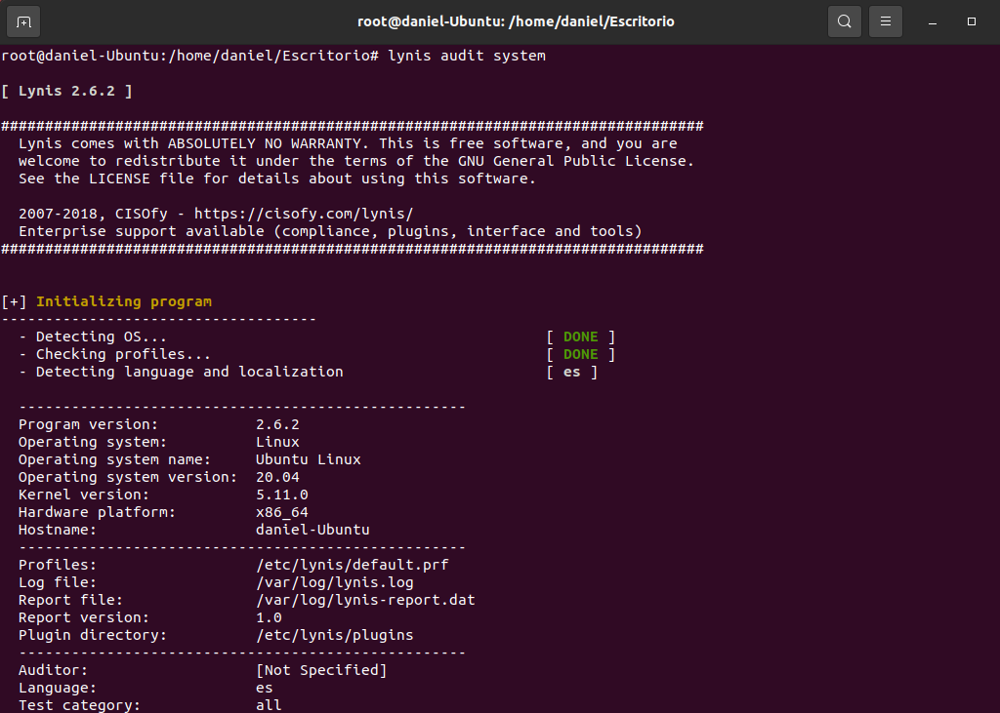 root@daniel-Ubuntu: /home/daniel/Escritorio
root@daniel-Ubuntu:/home/daniel/Escritorio# lynis audit system
[ Lynis 2.6.2 ]
################################################################################
Lynis comes with ABSOLUTELY NO WARRANTY. This is free software, and you are
welcome to redistribute it under the terms of the GNU General Public License.
See the LICENSE file for details about using this software.
2007-2018, CISOfy - https://cisofy.com/lynis/
Enterprise support available (compliance, plugins, interface and tools)
################################################################################
[+] Initializing program
------------------------------------
- Detecting OS... [ DONE ]
- Checking profiles... [ DONE ]
- Detecting language and localization [ es ]
---------------------------------------------------
Program version: 2.6.2
Operating system: Linux
Operating system name: Ubuntu Linux
Operating system version: 20.04
Kernel version: 5.11.0
Hardware platform: x86_64
Hostname: daniel-Ubuntu
---------------------------------------------------
Profiles: /etc/lynis/default.prf
Log file: /var/log/lynis.log
Report file: /var/log/lynis-report.dat
Report version: 1.0
Plugin directory: /etc/lynis/plugins
---------------------------------------------------
Auditor: [Not Specified]
Language: es
Test category: all